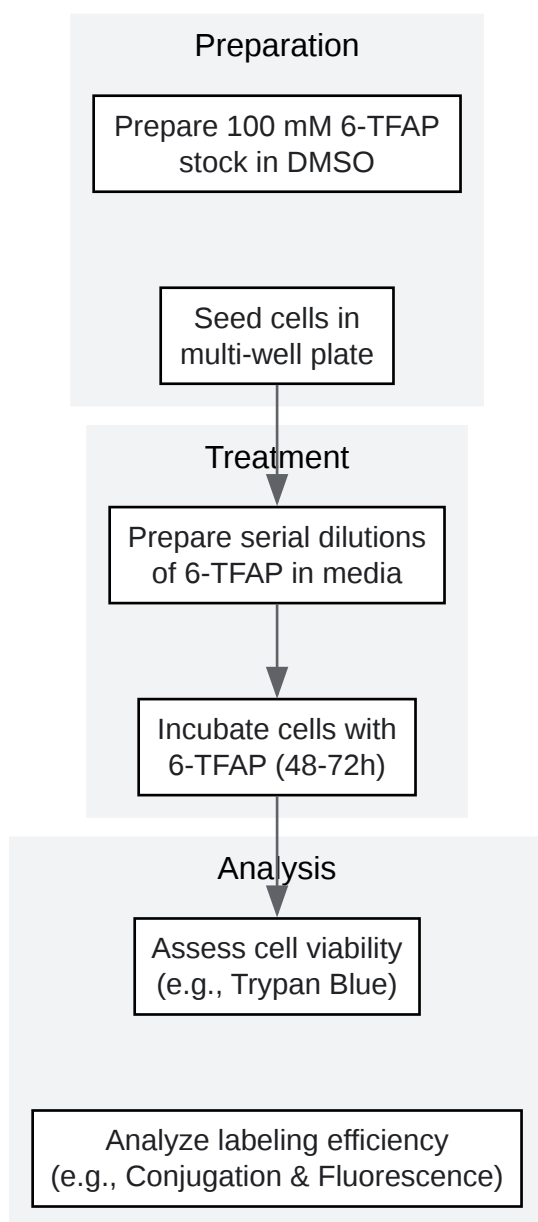 Preparation
Prepare 100 mM 6-TFAP
stock in DMSO
Seed cells in
multi-well plate
Treatment
Prepare serial dilutions
of 6-TFAP in media
Incubate cells with
6-TFAP (48-72h)
Analysis
Assess cell viability
(e.g., Trypan Blue)
Analyze labeling efficiency
(e.g., Conjugation & Fluorescence)